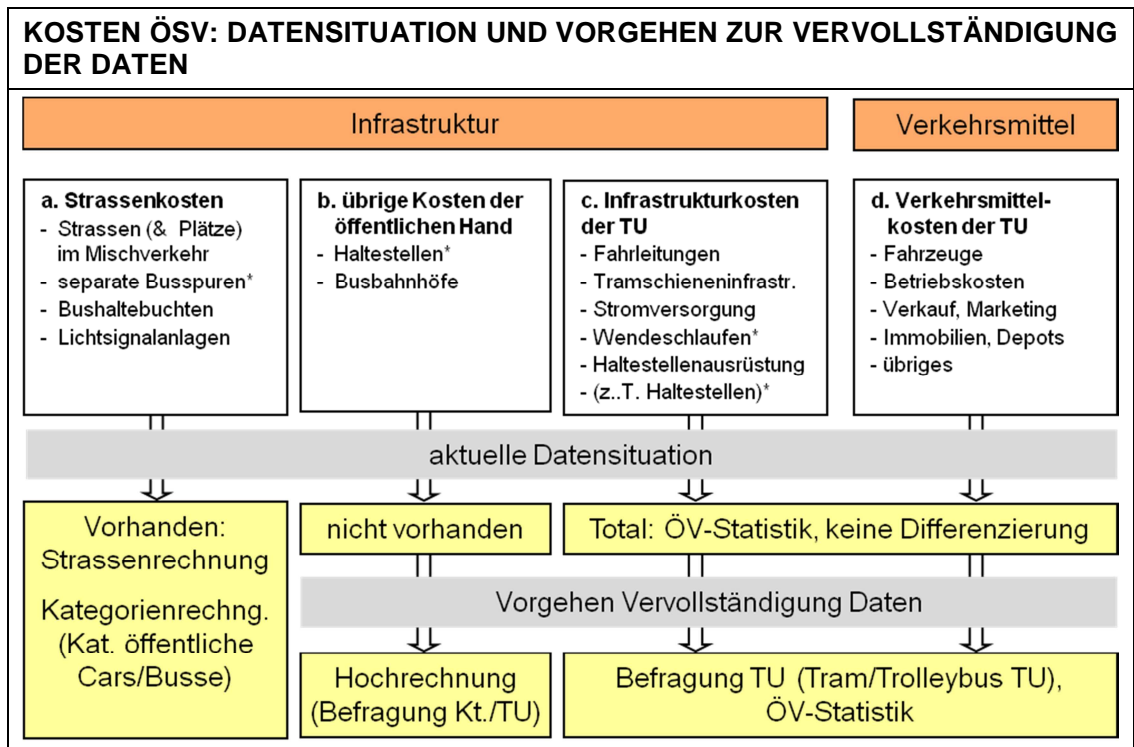 KOSTEN ÖSV: DATENSITUATION UND VORGEHEN ZUR VERVOLLSTÄNDIGUNG
DER DATEN
Infrastruktur
Verkehrsmittel
a. Strassenkosten
- Strassen (& Plätze)
im Mischverkehr
- separate Busspuren*
- Bushaltebuchten
- Lichtsignalanlagen
b. übrige Kosten der
öffentlichen Hand
- Haltestellen*
- Busbahnhöfe
c. Infrastrukturkosten
der TU
- Fahrleitungen
- Tramschieneninfrastr.
- Stromversorgung
- Wendeschlaufen*
- Haltestellenausrüstung
- (z..T. Haltestellen)*
d. Verkehrsmittel-
kosten der TU
- Fahrzeuge
- Betriebskosten
- Verkauf, Marketing
- Immobilien, Depots
- übriges
aktuelle Datensituation
Vorhanden:
Strassenrechnung
Kategorienrechng.
(Kat. öffentliche
Cars/Busse)
nicht vorhanden
Total: ÖV-Statistik, keine Differenzierung
Vorgehen Vervollständigung Daten
Hochrechnung
(Befragung Kt./TU)
Befragung TU (Tram/Trolleybus TU),
ÖV-Statistik